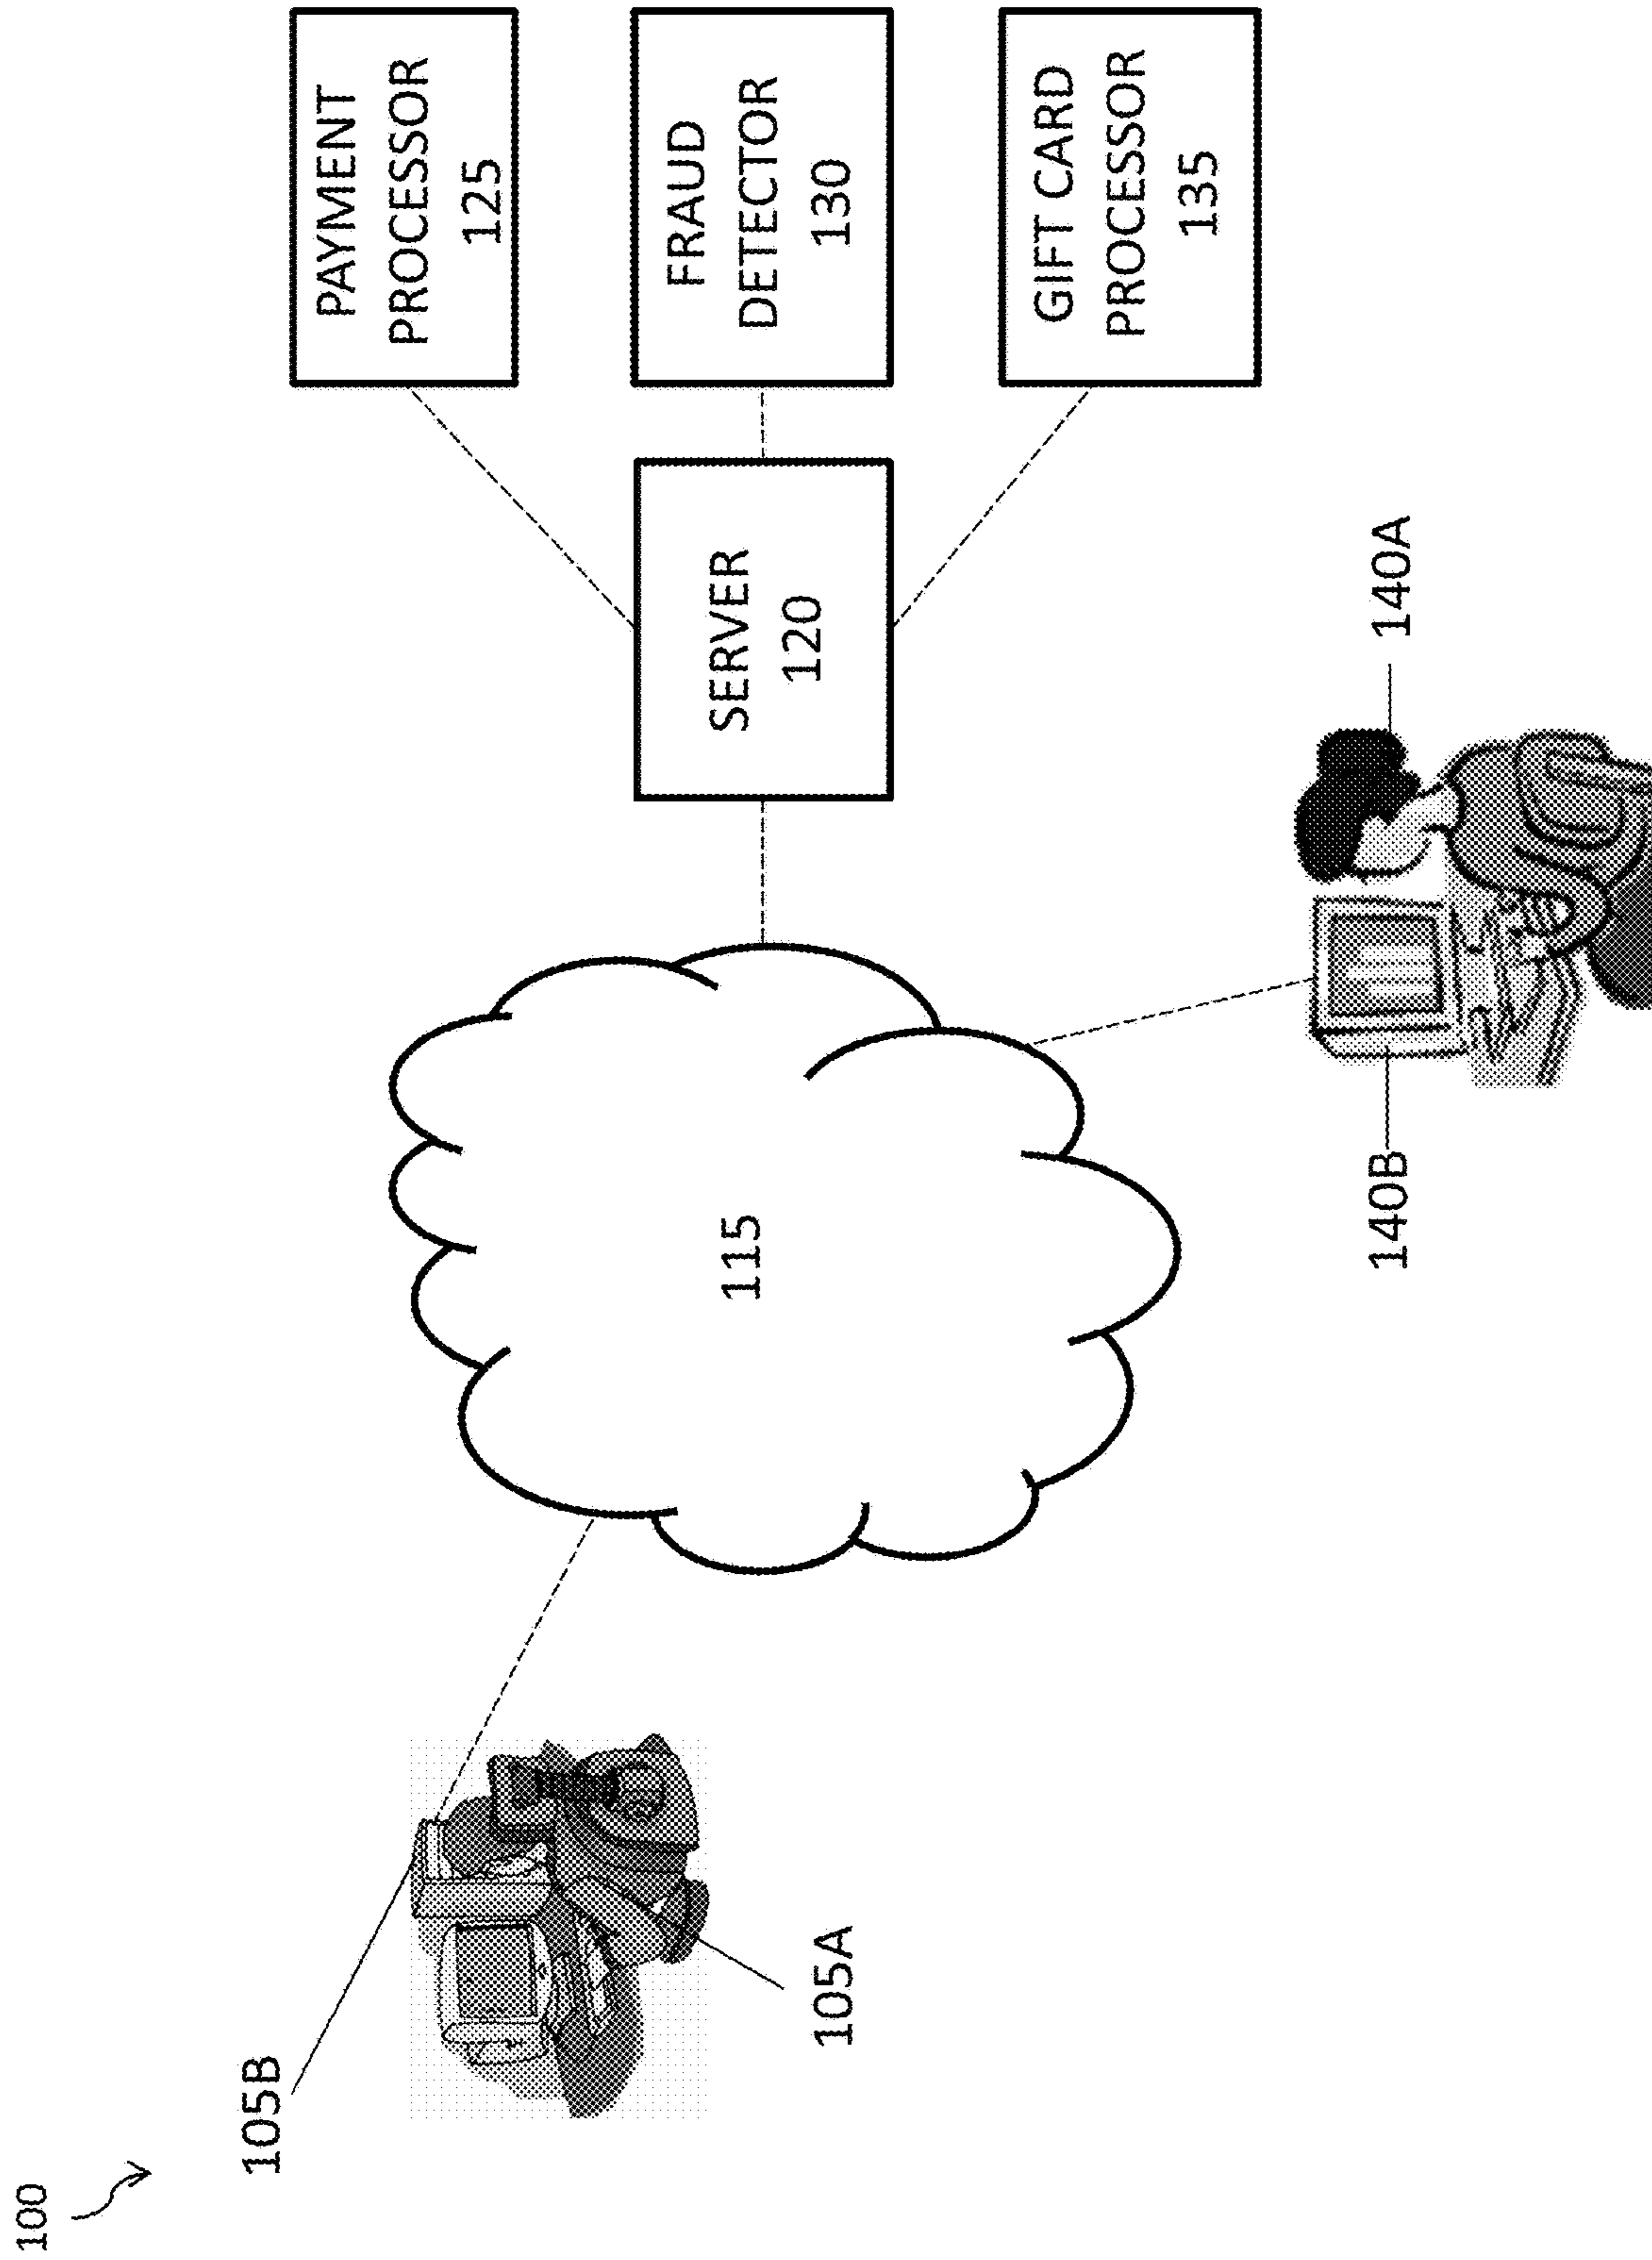 100
105B
105A
115
SERVER
120
PAYMENT
PROCESSOR
125
FRAUD
DETECTOR
130
GIFT CARD
PROCESSOR
135
140B
140A